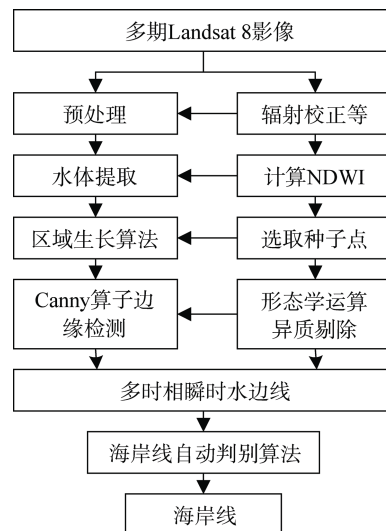 多期Landsat 8影像
预处理
辐射校正等
水体提取
计算NDWI
区域生长算法
选取种子点
Canny算子边
缘检测
形态学运算
异质剔除
多时相瞬时水边线
海岸线自动判别算法
海岸线